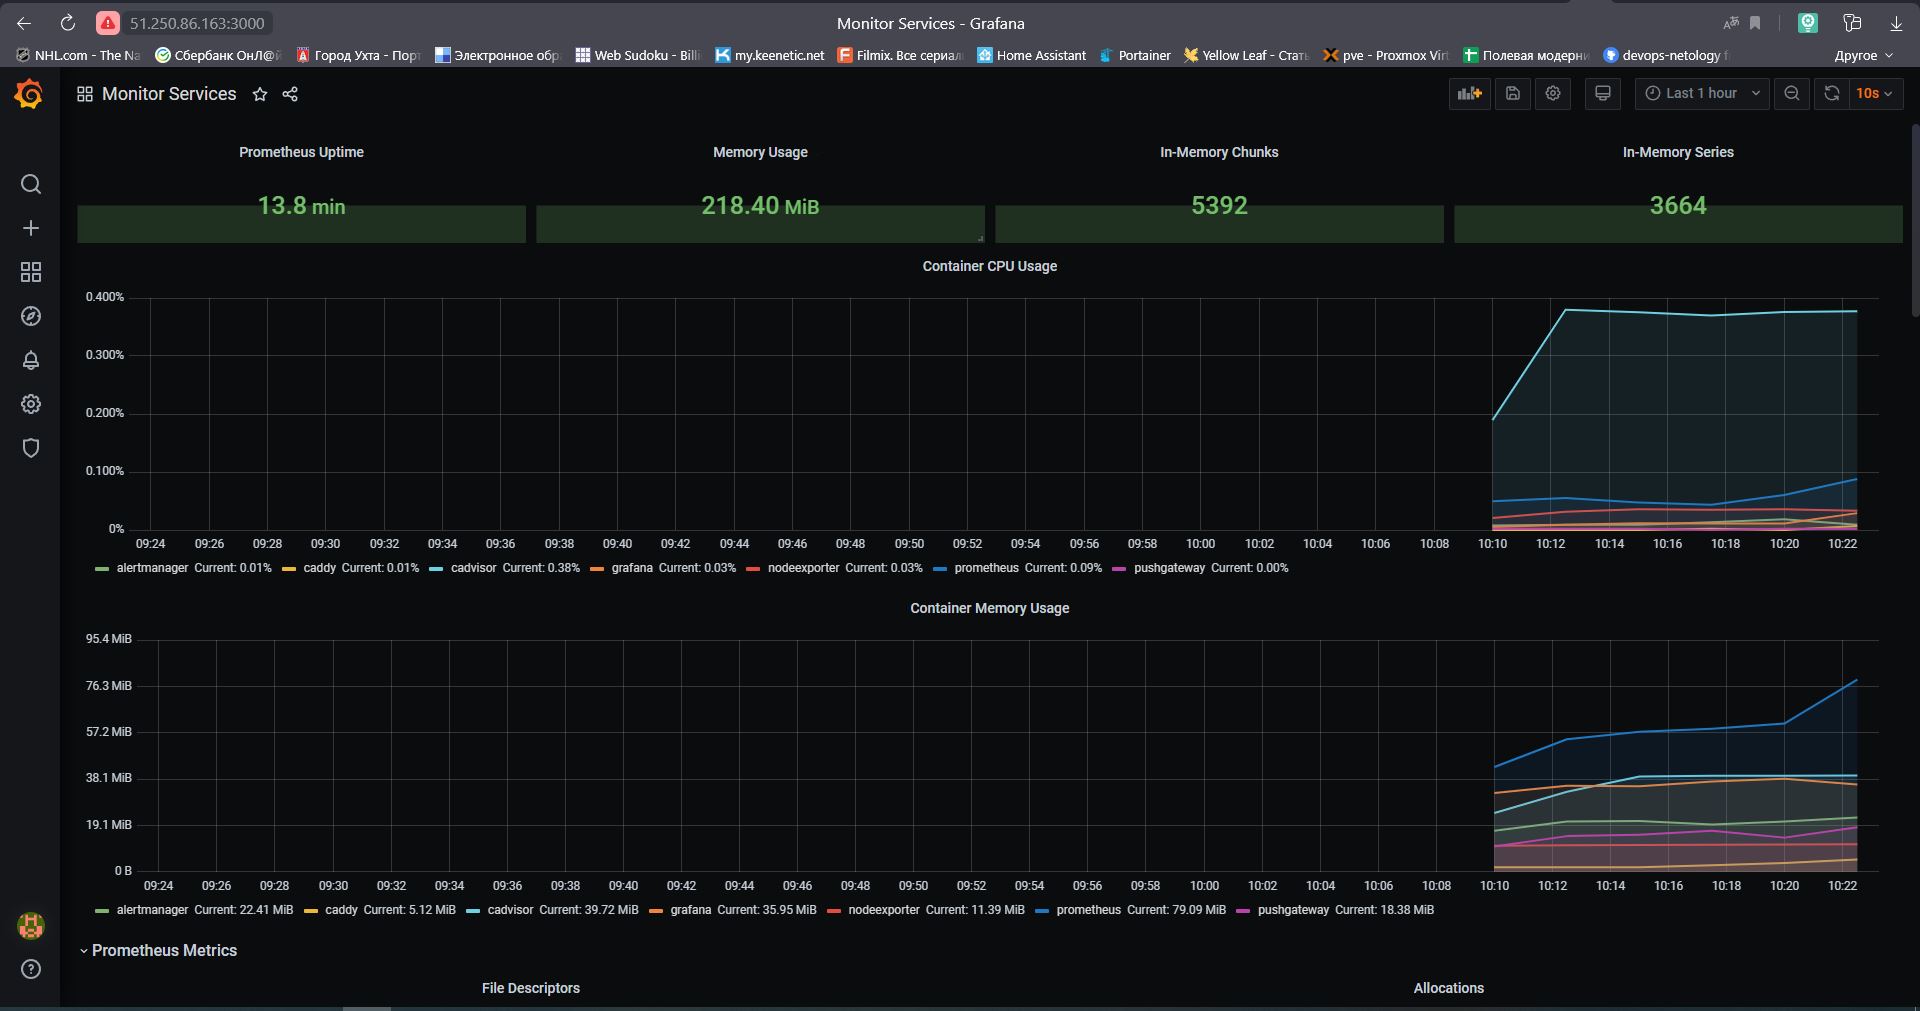 51.250.86.163:3000
Monitor Services - Grafana
NHL.com - The Na
Сбербанк ОнЛ@й
Город Ухта - Порт
Электронное обр
Web Sudoku - Billi
my.keenetic.net
Filmix. Все сериал
Home Assistant
Portainer
Yellow Leaf - Стать
pve - Proxmox Virt
Полевая модерни
devops-netology f
Другое
Monitor Services
Last 1 hour
10s
Prometheus Uptime
Memory Usage
In-Memory Chunks
In-Memory Series
13.8 min
218.40 MiB
5392
3664
Container CPU Usage
0.400%
0.300%
0.200%
0.100%
0%
09:24 09:26 09:28 09:30 09:32 09:34 09:36 09:38 09:40 09:42 09:44 09:46 09:48 09:50 09:52 09:54 09:56 09:58 10:00 10:02 10:04 10:06 10:08 10:10 10:12 10:14 10:16 10:18 10:20 10:22
alertmanager Current: 0.01% caddy Current: 0.01% cadvisor Current: 0.38% grafana Current: 0.03% nodeexporter Current: 0.03% prometheus Current: 0.09% pushgateway Current: 0.00%
Container Memory Usage
95.4 MiB
76.3 MiB
57.2 MiB
38.1 MiB
19.1 MiB
0 B
09:24 09:26 09:28 09:30 09:32 09:34 09:36 09:38 09:40 09:42 09:44 09:46 09:48 09:50 09:52 09:54 09:56 09:58 10:00 10:02 10:04 10:06 10:08 10:10 10:12 10:14 10:16 10:18 10:20 10:22
alertmanager Current: 22.41 MiB caddy Current: 5.12 MiB cadvisor Current: 39.72 MiB grafana Current: 35.95 MiB nodeexporter Current: 11.39 MiB prometheus Current: 79.09 MiB pushgateway Current: 18.38 MiB
Prometheus Metrics
File Descriptors
Allocations